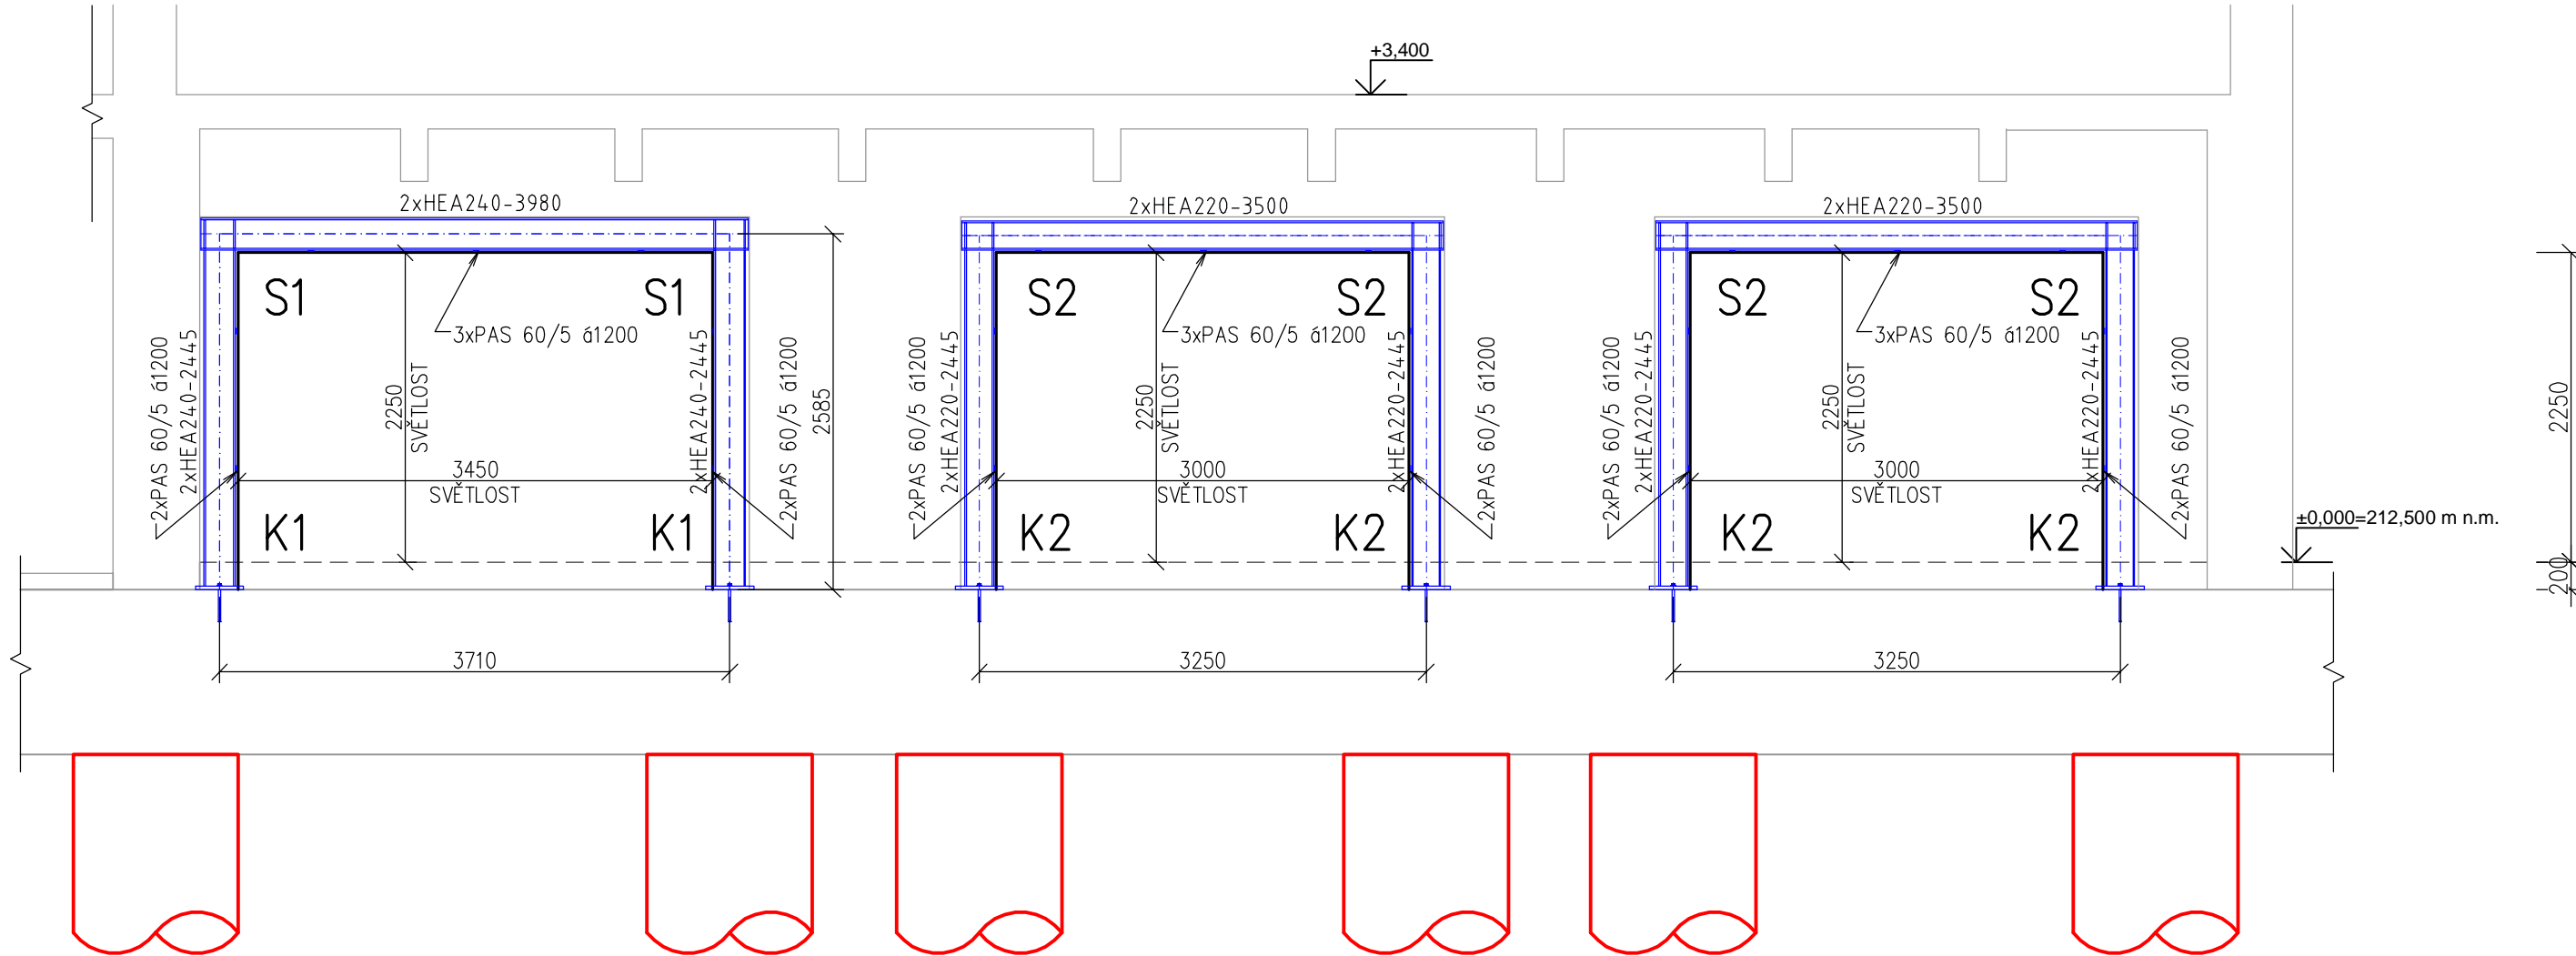 +3,400
2xHEA240-3980
2xHEA220-3500
2xHEA220-3500
S1
S1
S2
S2
S2
S2
3xPAS 60/5 á1200
3xPAS 60/5 á1200
3xPAS 60/5 á1200
2xPAS 60/5 á1200
2xHEA240-2445
2250
SVĚTLOST
2xHEA240-2445
2xPAS 60/5 á1200
2585
2xPAS 60/5 á1200
2xHEA220-2445
2250
SVĚTLOST
2xHEA220-2445
2xPAS 60/5 á1200
2xPAS 60/5 á1200
2xHEA220-2445
2250
SVĚTLOST
2xHEA220-2445
2xPAS 60/5 á1200
2250
3450
SVĚTLOST
3000
SVĚTLOST
3000
SVĚTLOST
K1
K1
K2
K2
K2
K2
±0,000=212,500 m n.m.
200
3710
3250
3250